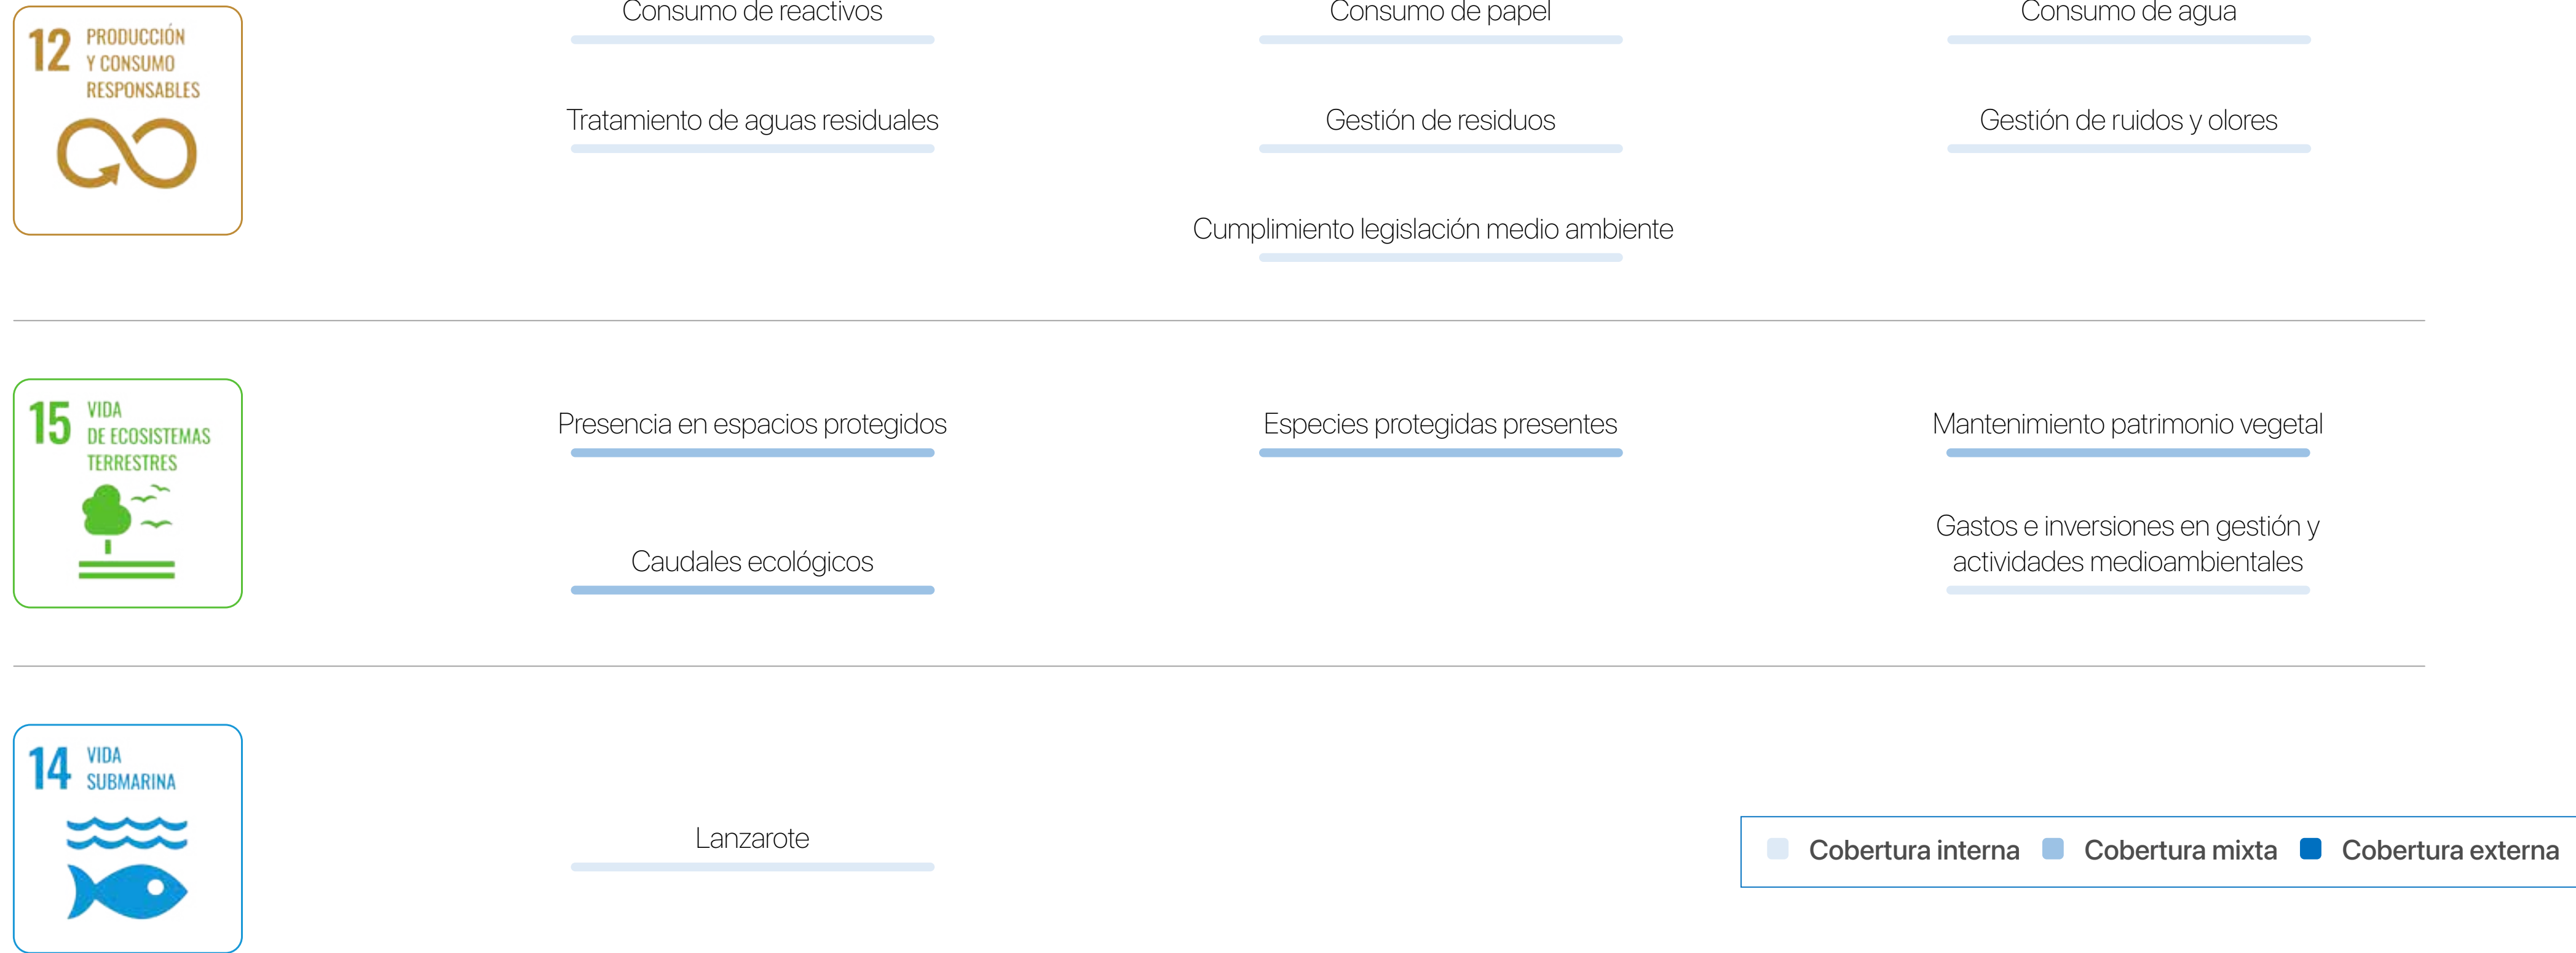 12 PRODUCCIÓN
Y CONSUMO
RESPONSABLES
Consumo de reactivos
Consumo de papel
Consumo de agua
Tratamiento de aguas residuales
Gestión de residuos
Gestión de ruidos y olores
Cumplimiento legislación medio ambiente
15 VIDA
DE ECOSISTEMAS
TERRESTRES
Presencia en espacios protegidos
Especies protegidas presentes
Mantenimiento patrimonio vegetal
Caudales ecológicos
Gastos e inversiones en gestión y
actividades medioambientales
14 VIDA
SUBMARINA
Lanzarote
Cobertura interna
Cobertura mixta
Cobertura externa